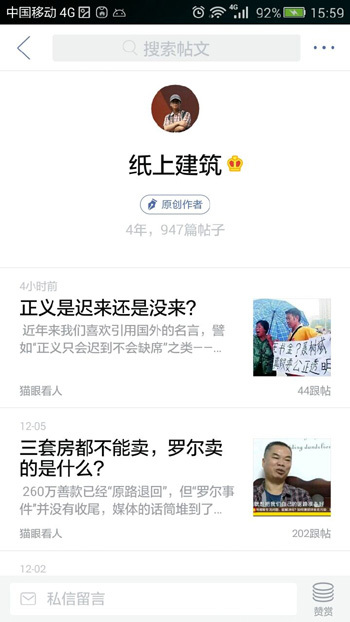 中国移动 4G 4G 92% 15:59
搜索帖文
纸上建筑
原创作者
4年，947篇帖子
4小时前
正义是迟来还是没来？
近年来我们喜欢引用国外的名言，譬
如“正义只会迟到不会缺席”之类——…
猫眼看人 44跟帖
12-05
三套房都不能卖，罗尔卖
的是什么？
260万善款已经“原路退回”，但“罗尔事
件”并没有收尾，媒体的话筒堆到了…
猫眼看人 202跟帖
12-02
私信留言 赞赏